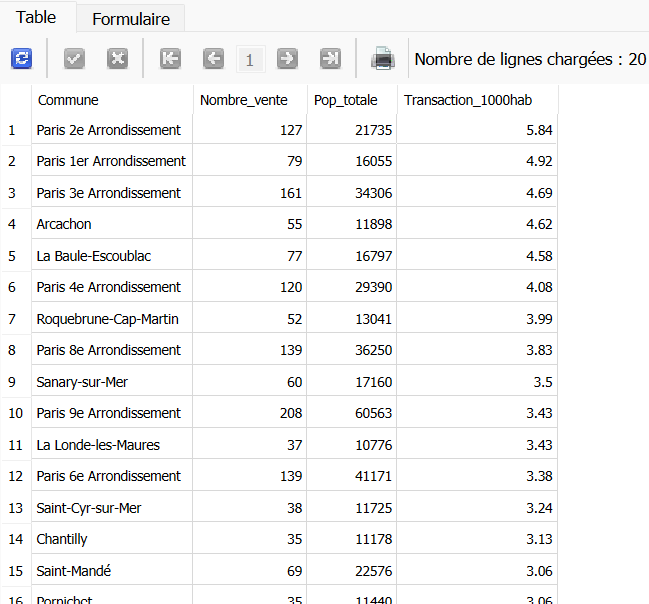 Table Formulaire
1 Nombre de lignes chargées : 20
Commune Nombre_vente Pop_totale Transaction_1000hab
1 Paris 2e Arrondissement 127 21735 5.84
2 Paris 1er Arrondissement 79 16055 4.92
3 Paris 3e Arrondissement 161 34306 4.69
4 Arcachon 55 11898 4.62
5 La Baule-Escoublac 77 16797 4.58
6 Paris 4e Arrondissement 120 29390 4.08
7 Roquebrune-Cap-Martin 52 13041 3.99
8 Paris 8e Arrondissement 139 36250 3.83
9 Sanary-sur-Mer 60 17160 3.5
10 Paris 9e Arrondissement 208 60563 3.43
11 La Londe-les-Maures 37 10776 3.43
12 Paris 6e Arrondissement 139 41171 3.38
13 Saint-Cyr-sur-Mer 38 11725 3.24
14 Chantilly 35 11178 3.13
15 Saint-Mandé 69 22576 3.06
16 Pornichet 35 11440 3.06